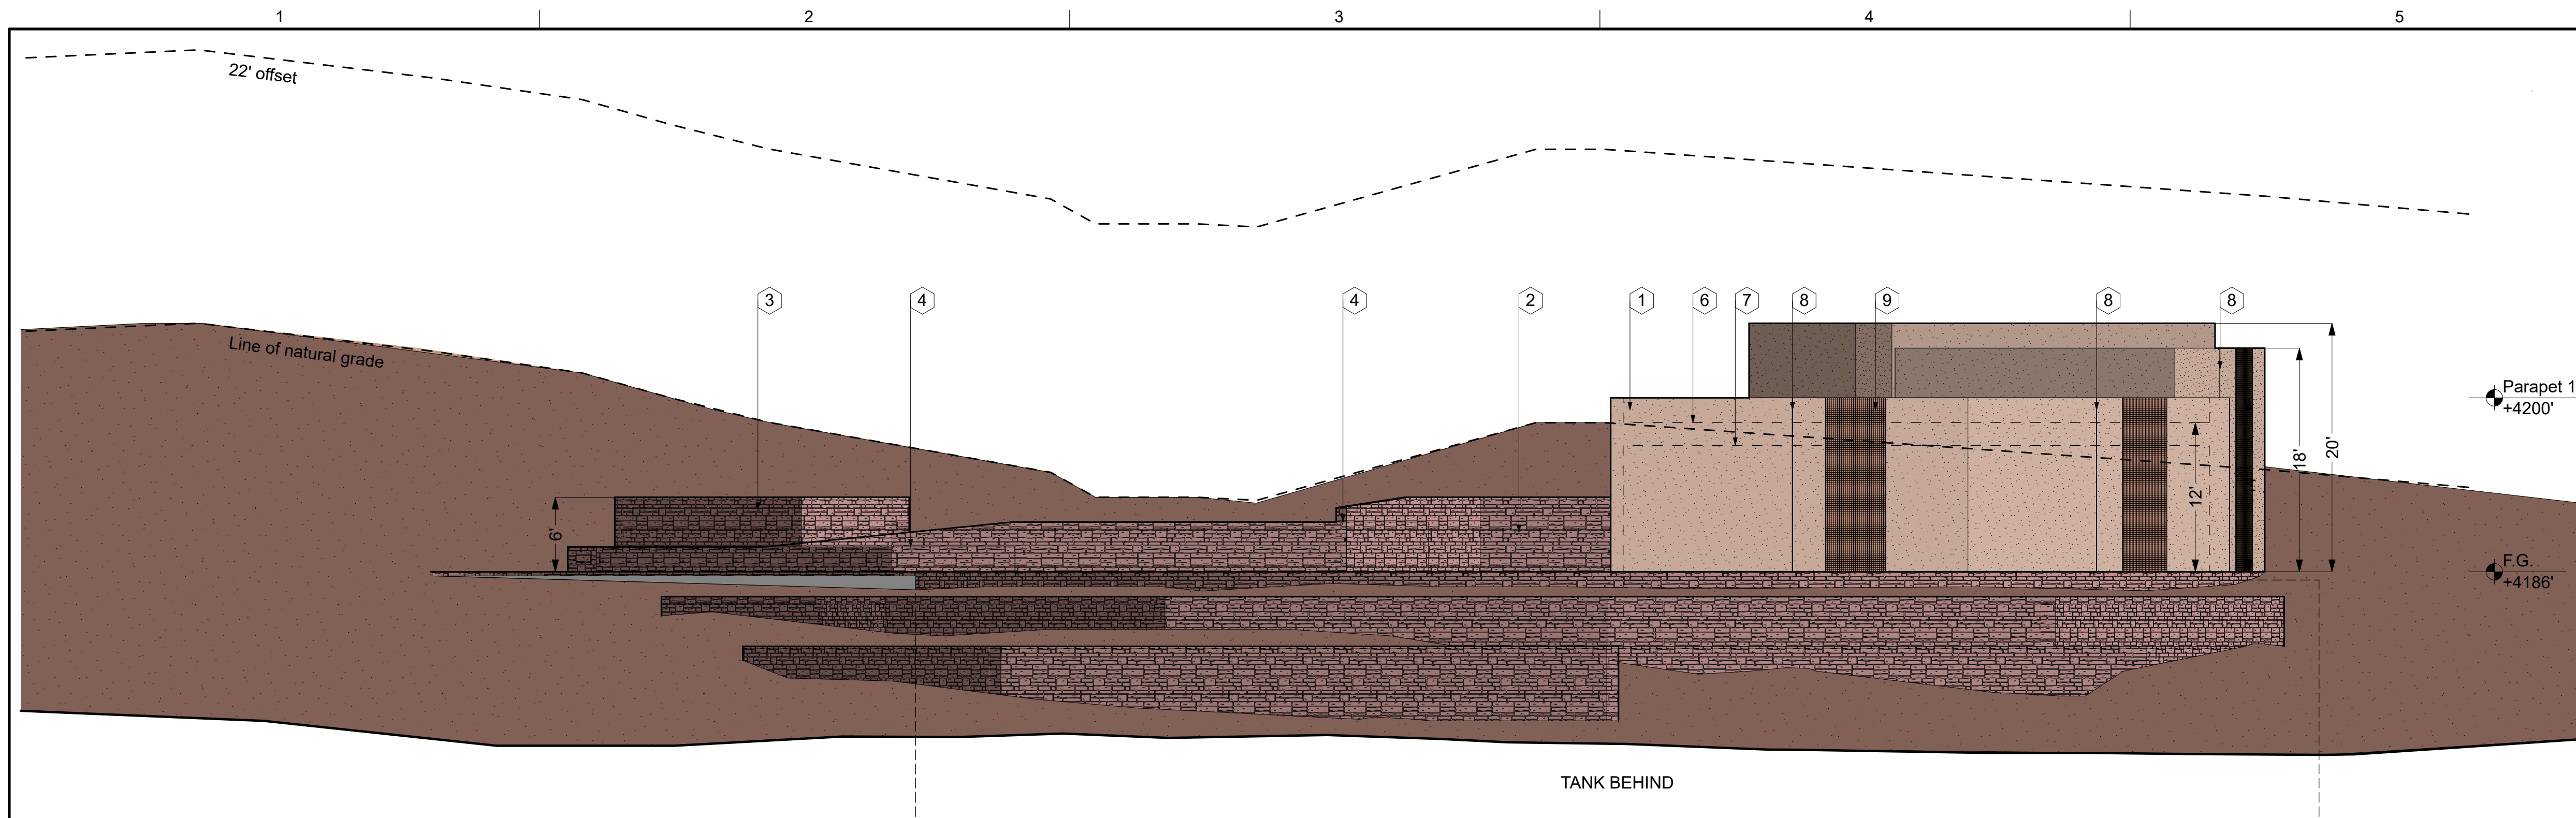 1 2 3 4 5
22' offset
3 4 4 2 1 6 7 8 9 8 8
Line of natural grade
Parapet 1
+4200'
20'
18'
12'
6'
F.G.
+4186'
TANK BEHIND